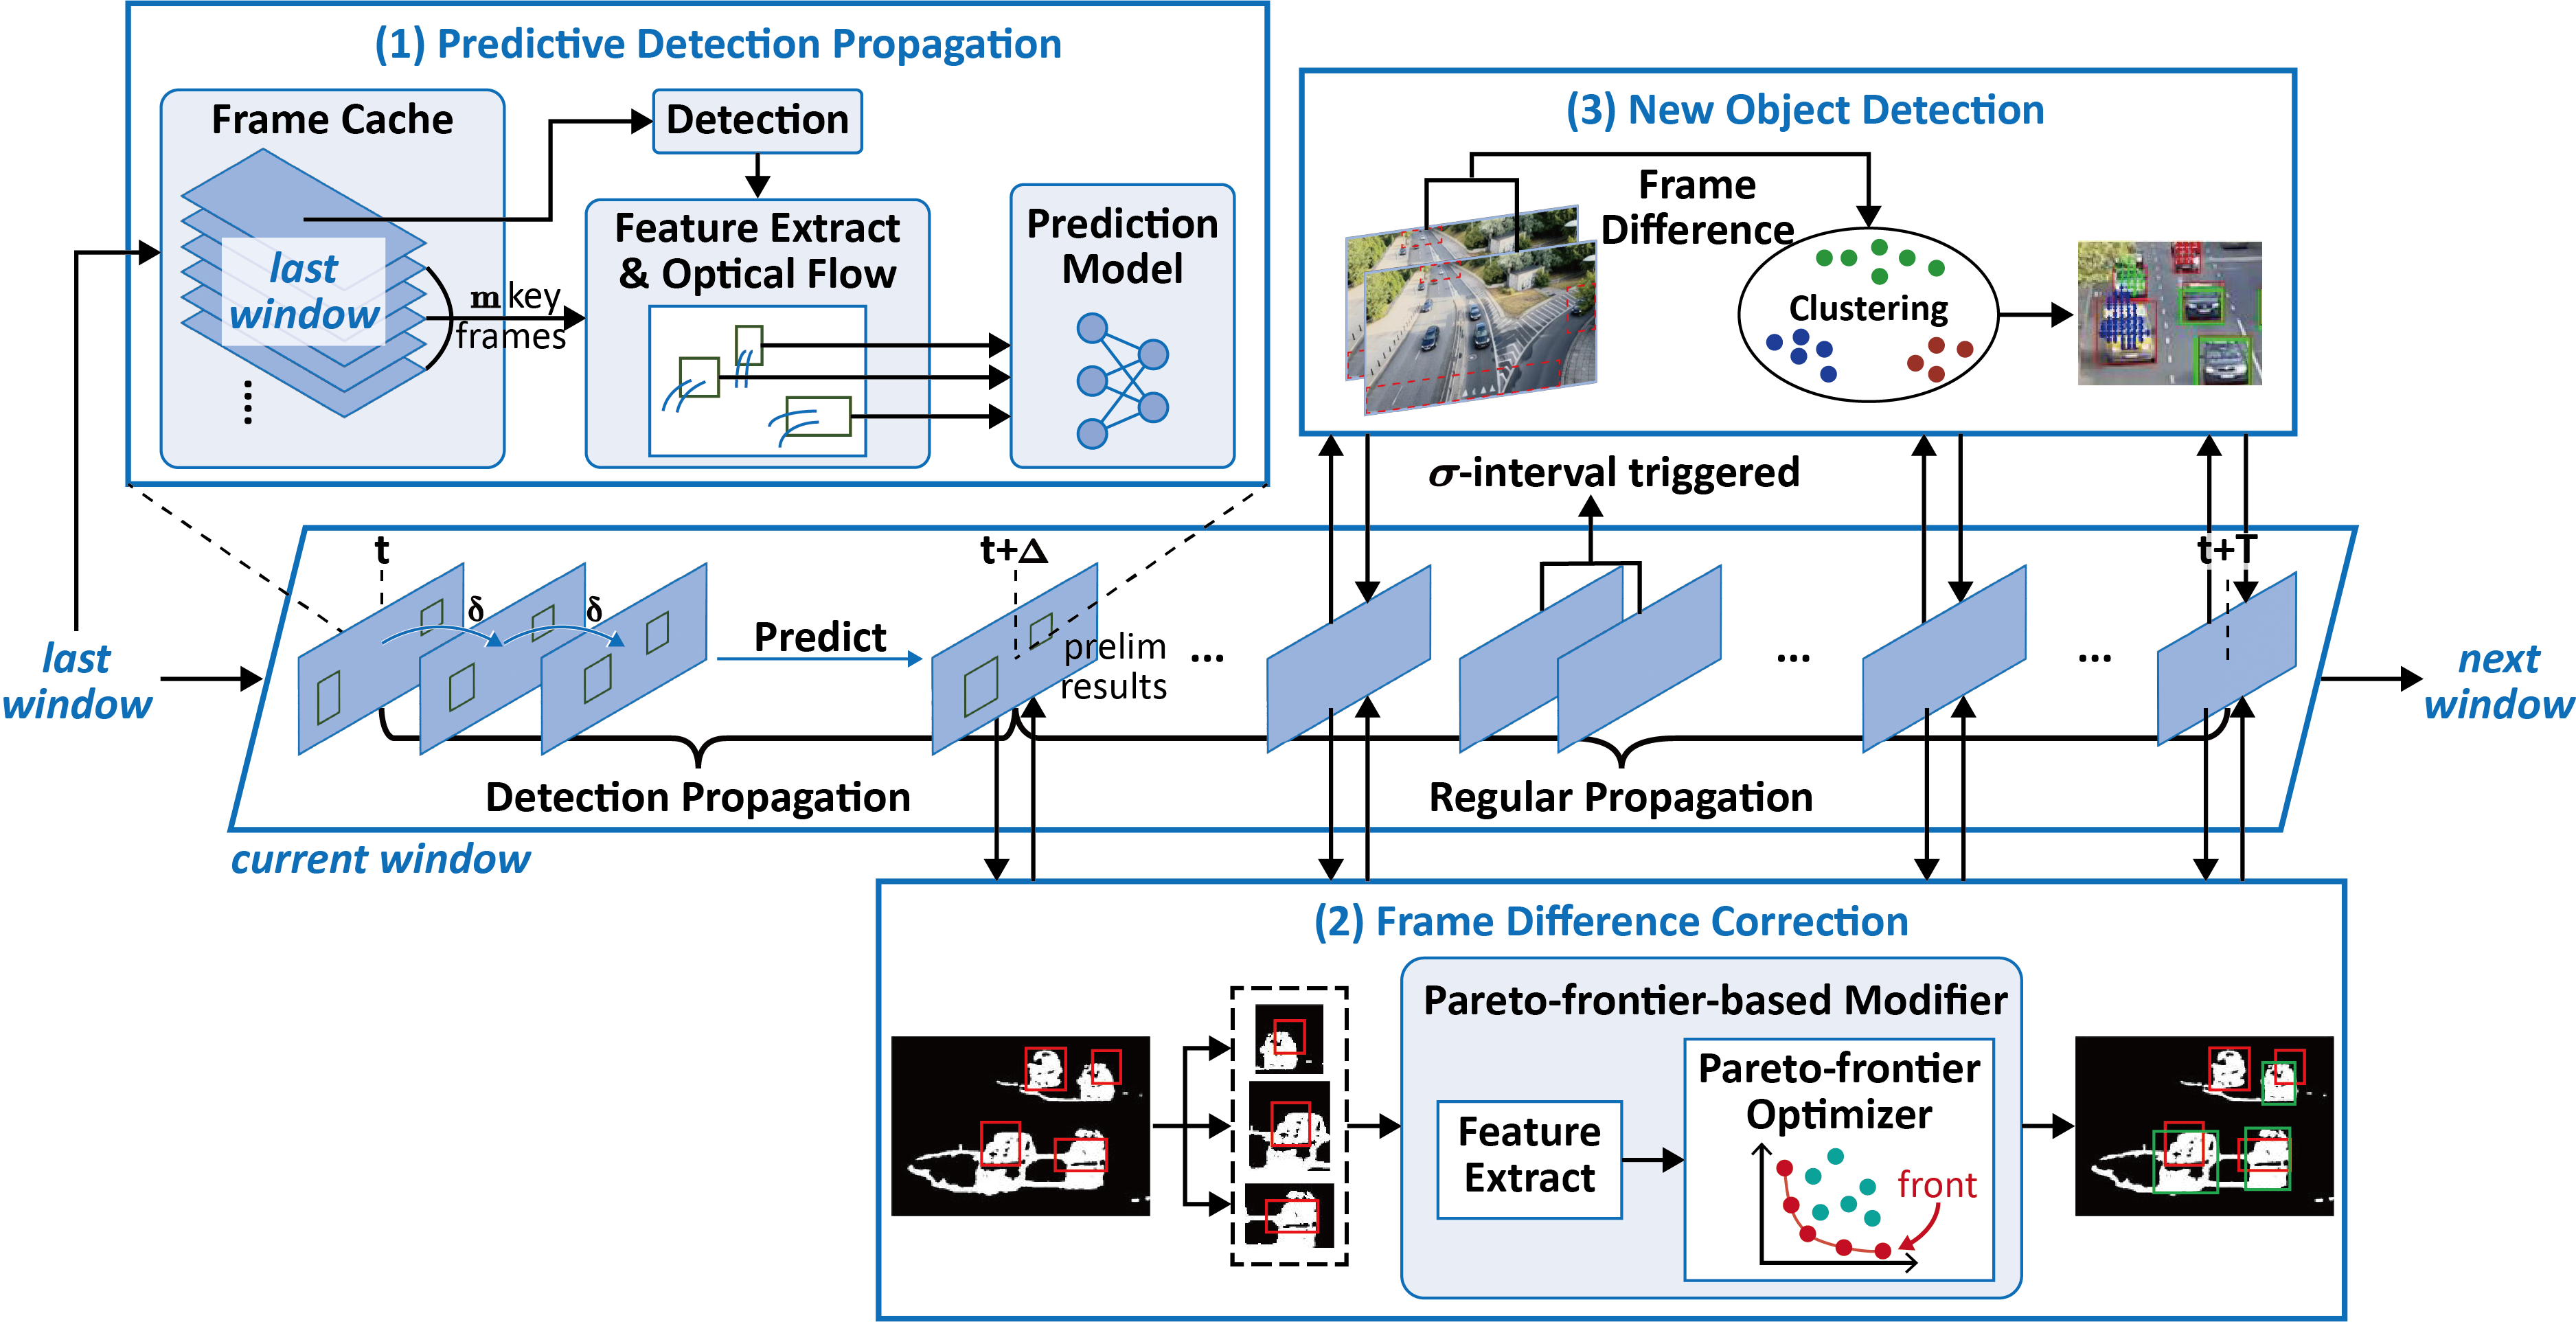 (1) Predictive Detection Propagation
Frame Cache
last
window
m key
frames
Detection
Feature Extract
& Optical Flow
Prediction
Model
(3) New Object Detection
Frame
Difference
Clustering
σ-interval triggered
last
window
t
δ
δ
Predict
t+Δ
prelim
results
...
...
...
t+T
next
window
Detection Propagation
Regular Propagation
current window
(2) Frame Difference Correction
Pareto-frontier-based Modifier
Feature
Extract
Pareto-frontier
Optimizer
front